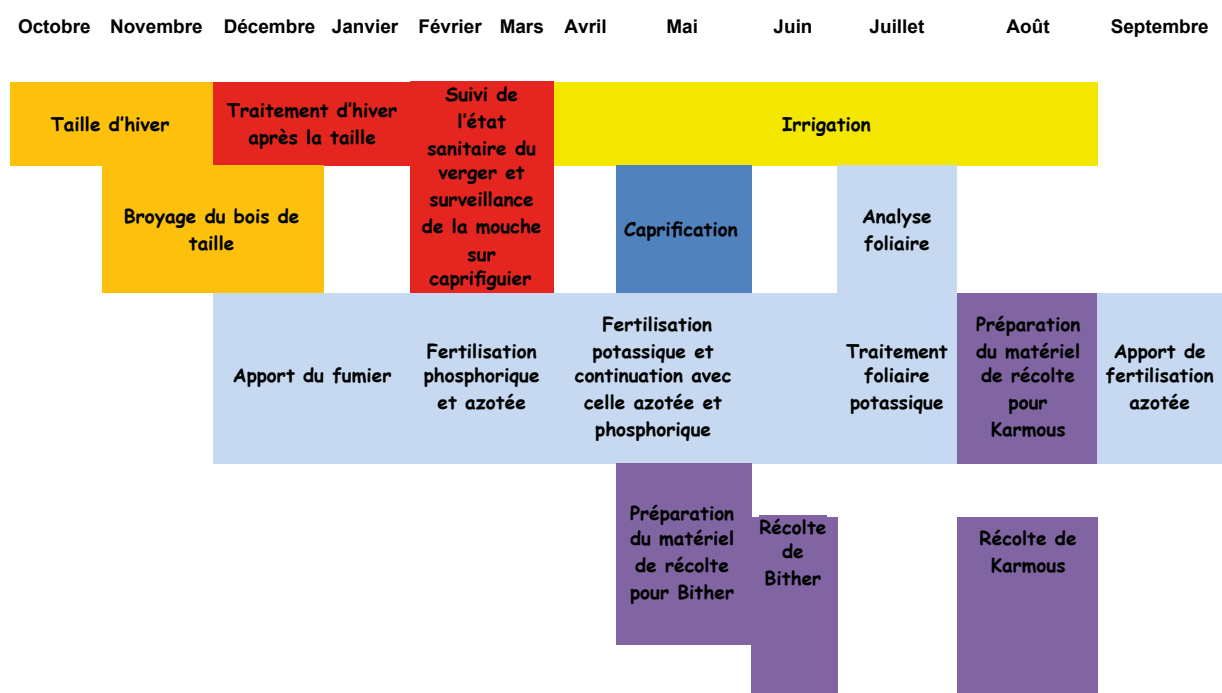 Octobre Novembre Décembre Janvier Février Mars Avril Mai Juin Juillet Août Septembre
Taille d'hiver
Traitement d'hiver
après la taille
Suivi de
l'état
sanitaire du
verger et
surveillance
de la mouche
sur
caprifiguier
Irrigation
Broyage du bois de
taille
Caprification
Analyse
foliaire
Apport du fumier
Fertilisation
phosphorique
et azotée
Fertilisation
potassique et
continuation avec
celle azotée et
phosphorique
Traitement
foliaire
potassique
Préparation
du matériel
de récolte
pour
Karmous
Apport de
fertilisation
azotée
Préparation
du matériel
de récolte
pour Bither
Récolte
de
Bither
Récolte de
Karmous